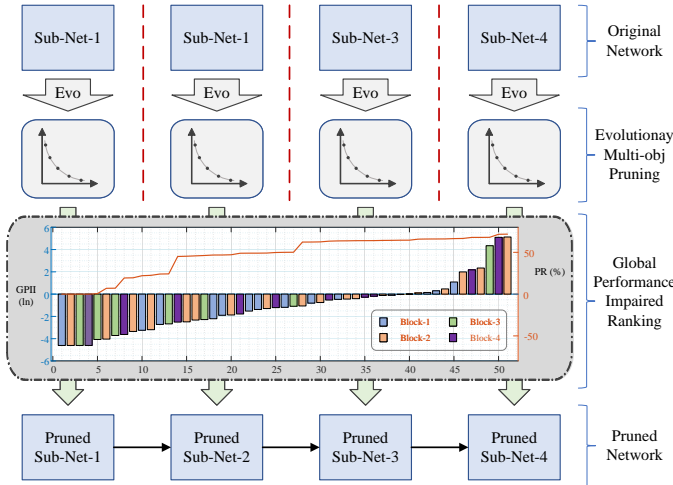 Sub-Net-1
Sub-Net-1
Sub-Net-3
Sub-Net-4
Original
Network
Evo
Evo
Evo
Evo
Evolutionay
Multi-obj
Pruning
6
4
2
0
-2
-4
-6
GPII
(ln)
PR (%)
50
0
-50
Block-1
Block-3
Block-2
Block-4
0
5
10
15
20
25
30
35
40
45
50
Global
Performance
Impaired
Ranking
Pruned
Sub-Net-1
Pruned
Sub-Net-2
Pruned
Sub-Net-3
Pruned
Sub-Net-4
Pruned
Network